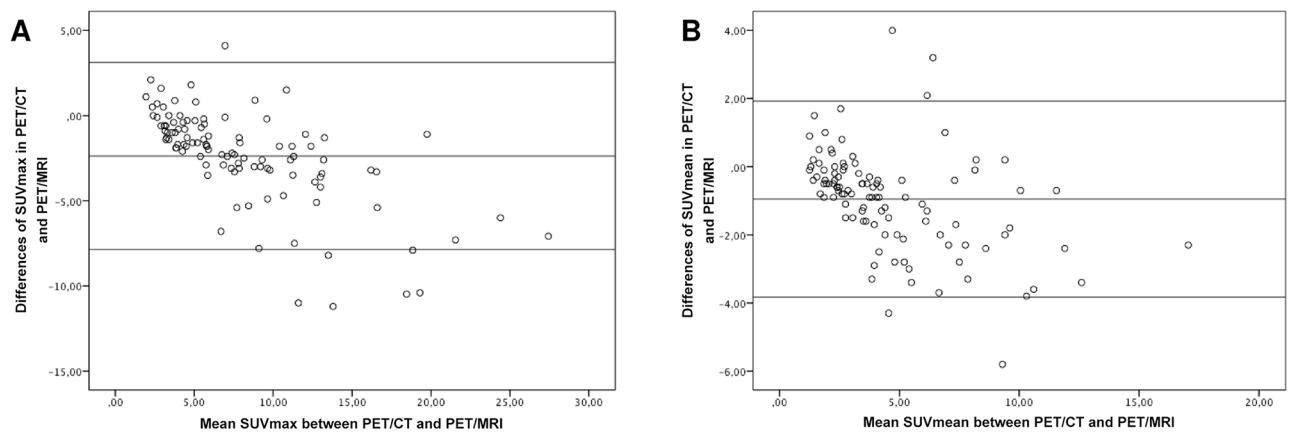 A
Differences of SUVmax in PET/CT
and PET/MRI
5,00
,00
-5,00
-10,00
-15,00
,00 5,00 10,00 15,00 20,00 25,00 30,00
Mean SUVmax between PET/CT and PET/MRI
B
Differences of SUVmean in PET/CT
and PET/MRI
4,00
2,00
,00
-2,00
-4,00
-6,00
,00 5,00 10,00 15,00 20,00
Mean SUVmean between PET/CT and PET/MRI